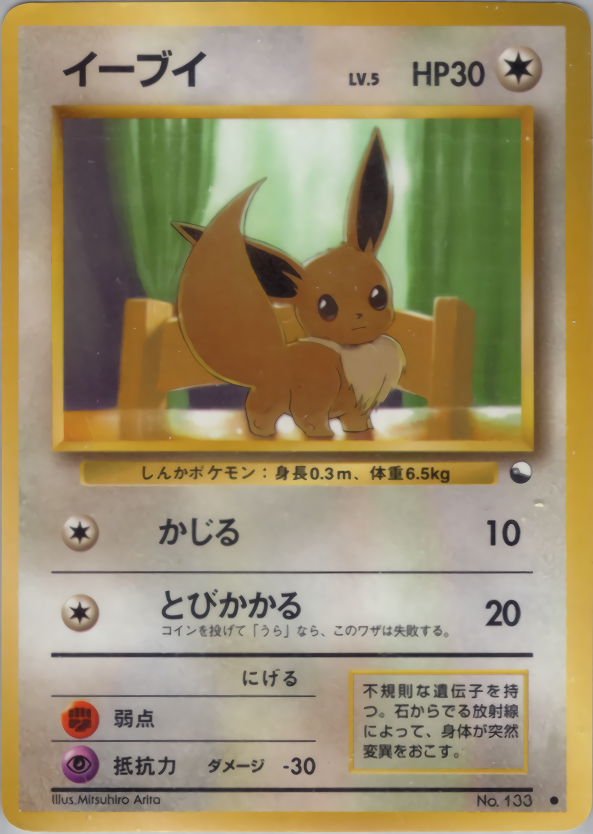 イーブイ LV.5 HP30
しんかポケモン：身長0.3m、体重6.5kg
かじる 10
とびかかる 20
コインを投げて「うら」なら、このワザは失敗する。
にげる
弱点
抵抗力 ダメージ -30
不規則な遺伝子を持
つ。石からでる放射線
によって、身体が突然
変異をおこす。
Illus. Mitsuhiro Arita No. 133